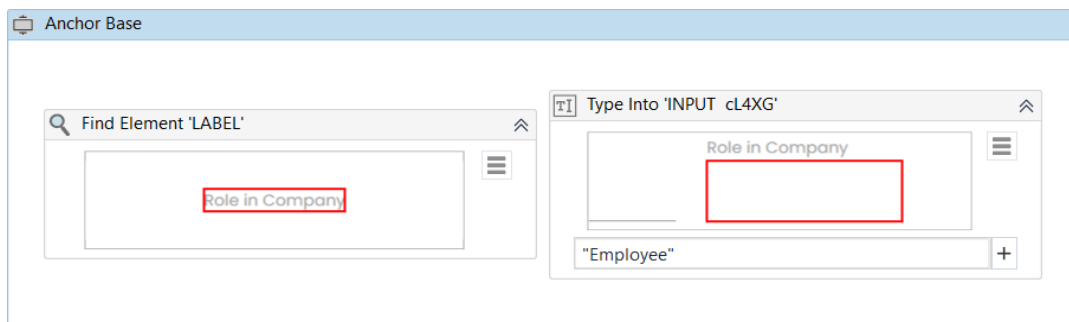 Anchor Base
Find Element 'LABEL'
Role in Company
Type Into 'INPUT cL4XG'
Role in Company
"Employee"